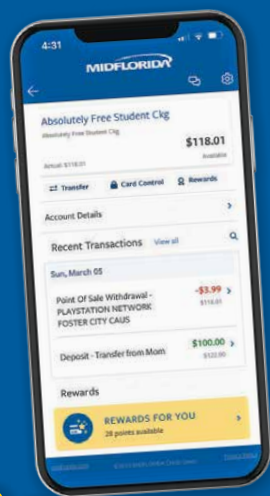 4:31
MIDFLORIDA
Absolutely Free Student Ckg
Absolutely Free Student Ckg
$118.01
Available
Actual: $118.01
Transfer
Card Control
Rewards
Account Details
Recent Transactions View all
Sun, March 05
Point Of Sale Withdrawal -
PLAYSTATION NETWORK
FOSTER CITY CAUS
-$3.99
$118.01
Deposit - Transfer from Mom
$100.00
$122.00
Rewards
REWARDS FOR YOU
28 points available
Privacy Policy